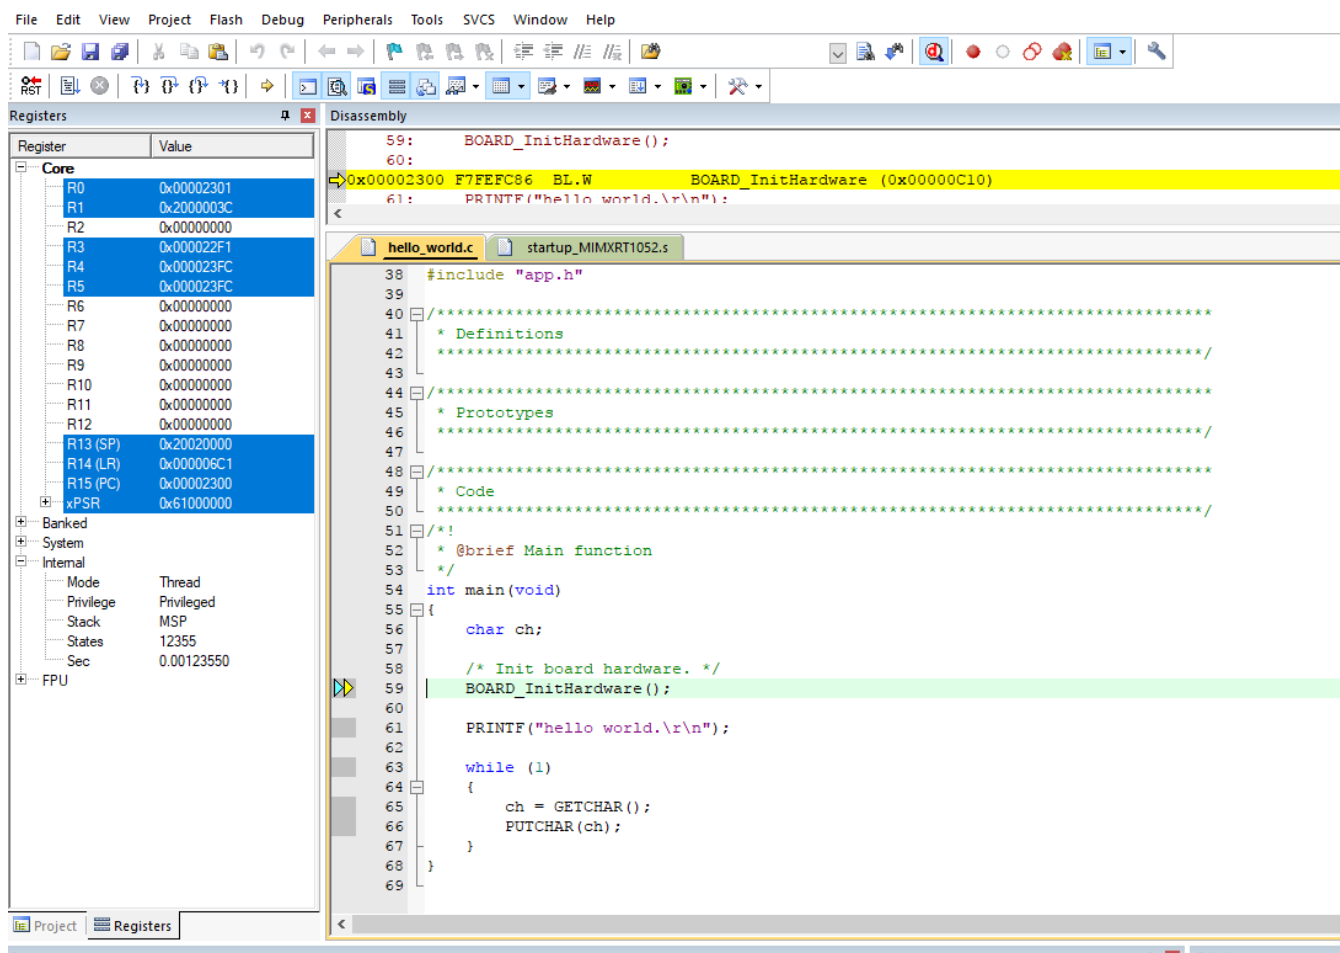 File Edit View Project Flash Debug Peripherals Tools SVCS Window Help
RST
Registers
Register Value
Core
R0 0x00002301
R1 0x2000003C
R2 0x00000000
R3 0x000022F1
R4 0x000023FC
R5 0x000023FC
R6 0x00000000
R7 0x00000000
R8 0x00000000
R9 0x00000000
R10 0x00000000
R11 0x00000000
R12 0x00000000
R13 (SP) 0x20020000
R14 (LR) 0x000006C1
R15 (PC) 0x00002300
xPSR 0x61000000
Banked
System
Internal
Mode Thread
Privilege Privileged
Stack MSP
States 12355
Sec 0.00123550
FPU
Project Registers
Disassembly
59: BOARD_InitHardware();
60:
0x00002300 F7FEFC86 BL.W BOARD_InitHardware (0x00000C10)
61: PRINTF("hello world.\r\n");
hello_world.c startup_MIMXRT1052.s
38 #include "app.h"
39
40 /*******************************************************************************
41 * Definitions
42 ******************************************************************************/
43
44 /*******************************************************************************
45 * Prototypes
46 ******************************************************************************/
47
48 /*******************************************************************************
49 * Code
50 ******************************************************************************/
51 /*!
52 * @brief Main function
53 */
54 int main(void)
55 {
56 char ch;
57
58 /* Init board hardware. */
59 BOARD_InitHardware();
60
61 PRINTF("hello world.\r\n");
62
63 while (1)
64 {
65 ch = GETCHAR();
66 PUTCHAR(ch);
67 }
68 }
69